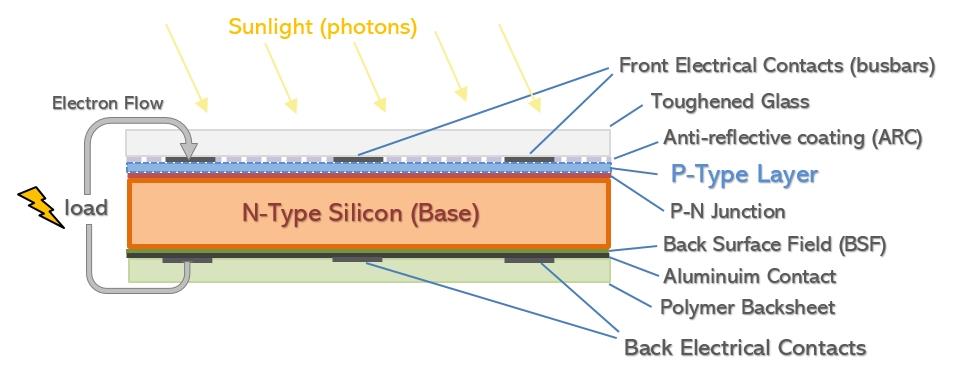 Sunlight (photons)
Front Electrical Contacts (busbars)
Electron Flow
Toughened Glass
Anti-reflective coating (ARC)
P-Type Layer
load
N-Type Silicon (Base)
P-N Junction
Back Surface Field (BSF)
Aluminuim Contact
Polymer Backsheet
Back Electrical Contacts